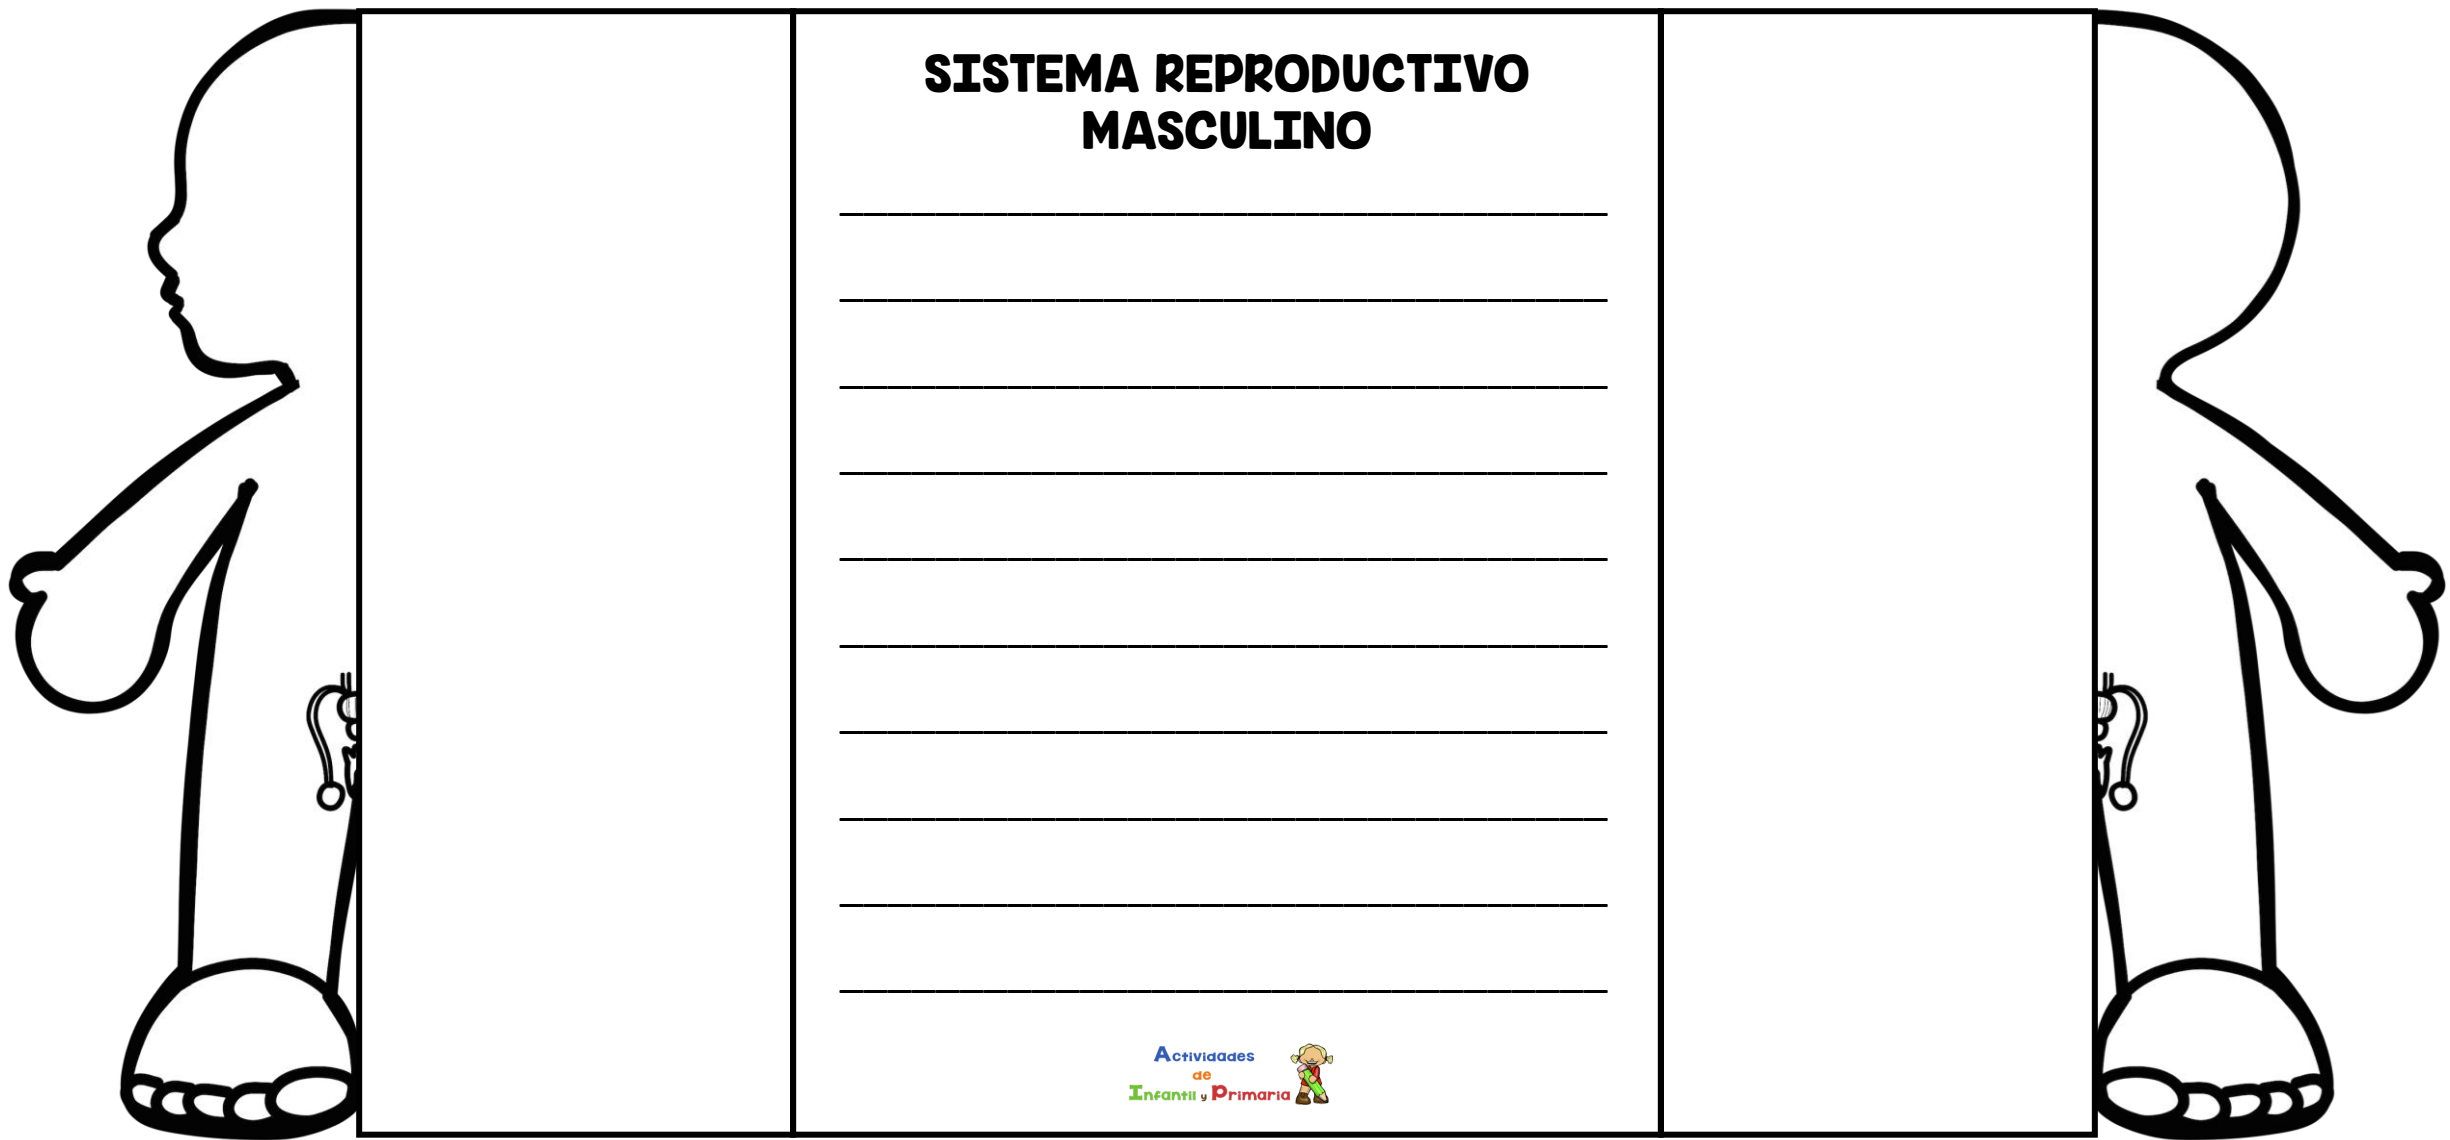 SISTEMA REPRODUCTIVO
MASCULINO
Actividades
de
Infantil y Primaria